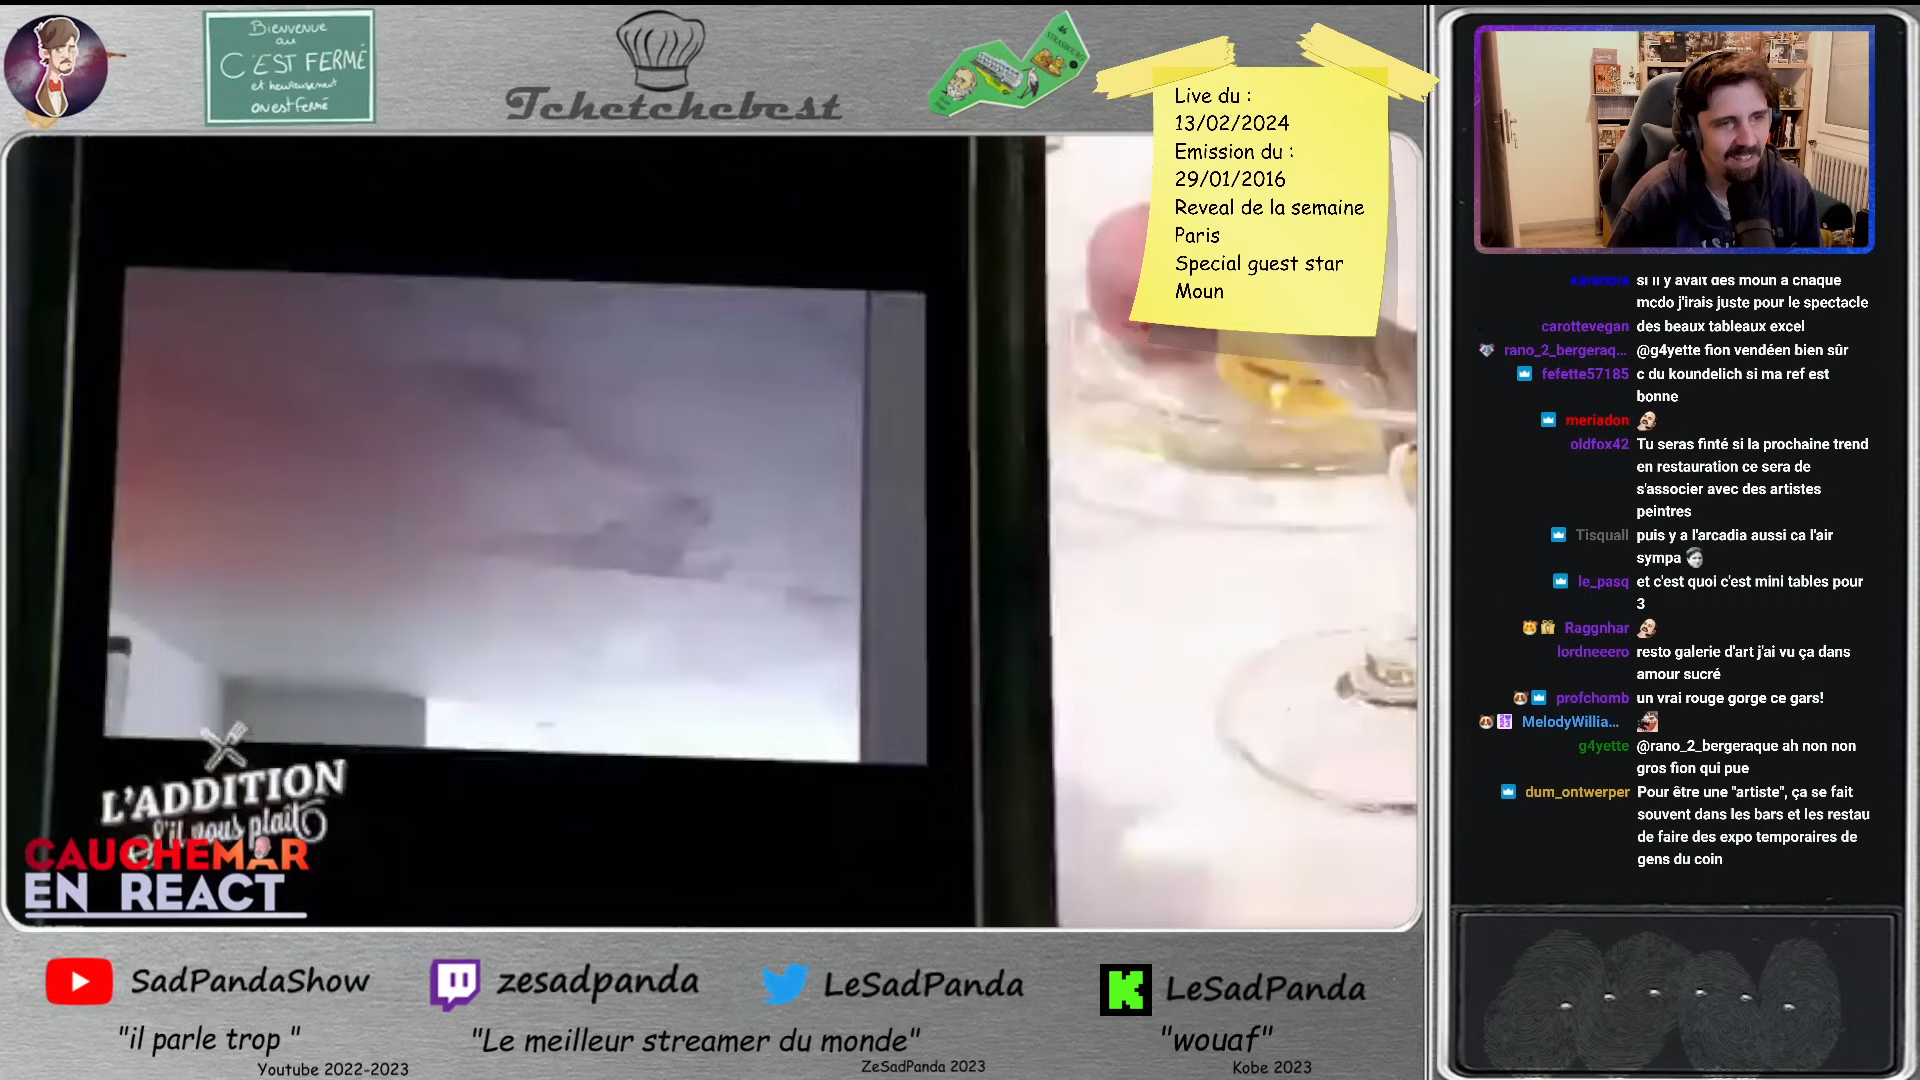 Bienvenue
au
C'EST FERMÉ
et heureusement
on est fermé
Tchetchebest
STRASBOURG
Live du :
13/02/2024
Emission du :
29/01/2016
Reveal de la semaine
Paris
Special guest star
Moun
si il y avait des moun a chaque
mcdo j'irais juste pour le spectacle
carottevegan des beaux tableaux excel
rano_2_bergeraq... @g4yette fion vendéen bien sûr
fefette57185 c du koundelich si ma ref est
bonne
meriadon
oldfox42 Tu seras finté si la prochaine trend
en restauration ce sera de
s'associer avec des artistes
peintres
Tisquall puis y a l'arcadia aussi ca l'air
sympa
le_pasq et c'est quoi c'est mini tables pour
3
Raggnhar
lordneeero resto galerie d'art j'ai vu ça dans
amour sucré
profchomb un vrai rouge gorge ce gars!
MelodyWillia...
g4yette @rano_2_bergeraque ah non non
gros fion qui pue
dum_ontwerper Pour être une "artiste", ça se fait
souvent dans les bars et les restau
de faire des expo temporaires de
gens du coin
L'ADDITION
s'il vous plaît
CAUCHEMAR
EN REACT
SadPandaShow
zesadpanda
LeSadPanda
LeSadPanda
"il parle trop "
Youtube 2022-2023
"Le meilleur streamer du monde"
ZeSadPanda 2023
"wouaf"
Kobe 2023